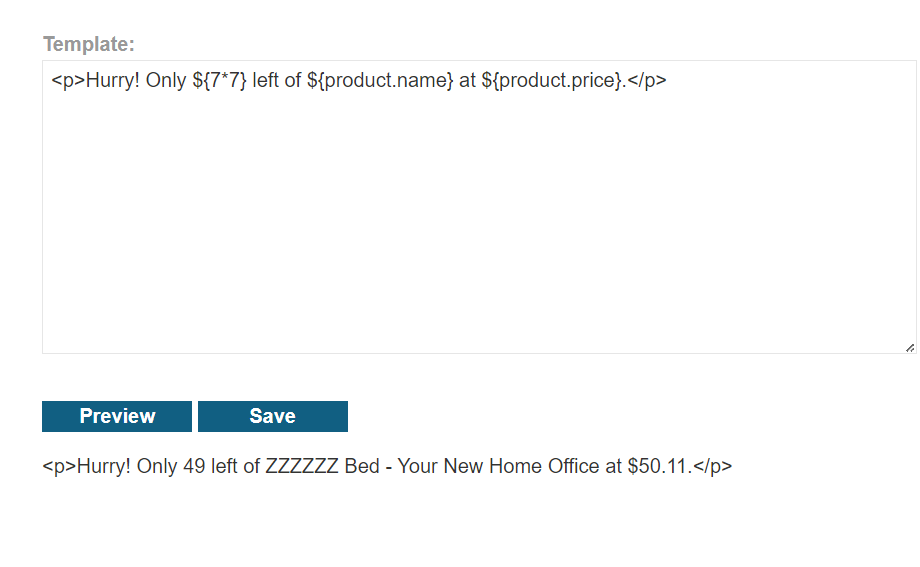 Template:
<p>Hurry! Only ${7*7} left of ${product.name} at ${product.price}.</p>
Preview
Save
<p>Hurry! Only 49 left of ZZZZZZ Bed - Your New Home Office at $50.11.</p>